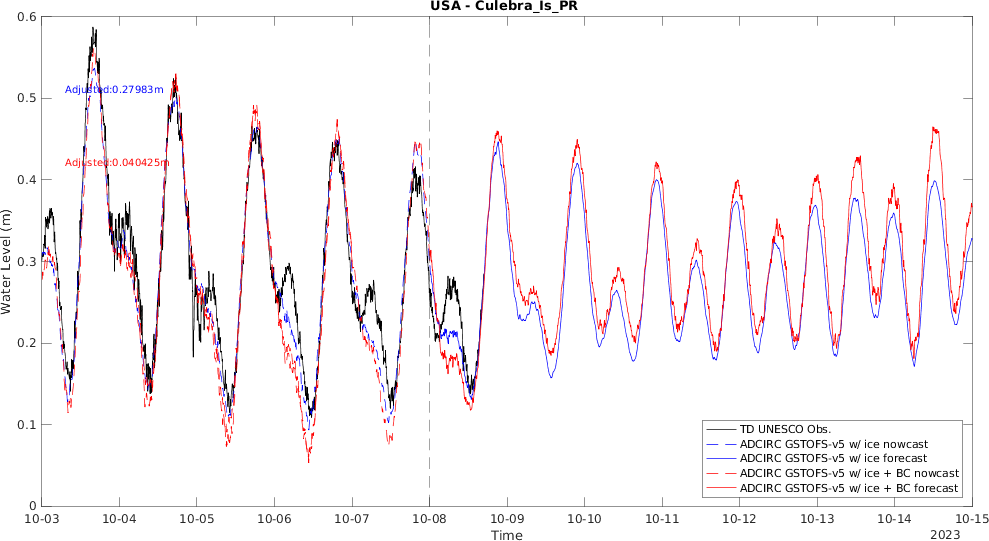 USA - Culebra_Is_PR
0.6
0.5
0.4
0.3
0.2
0.1
0
Water Level (m)
Adjusted:0.27983m
Adjusted:0.040425m
TD UNESCO Obs.
ADCIRC GSTOFS-v5 w/ ice nowcast
ADCIRC GSTOFS-v5 w/ ice forecast
ADCIRC GSTOFS-v5 w/ ice + BC nowcast
ADCIRC GSTOFS-v5 w/ ice + BC forecast
10-03 10-04 10-05 10-06 10-07 10-08 10-09 10-10 10-11 10-12 10-13 10-14 10-15
Time
2023